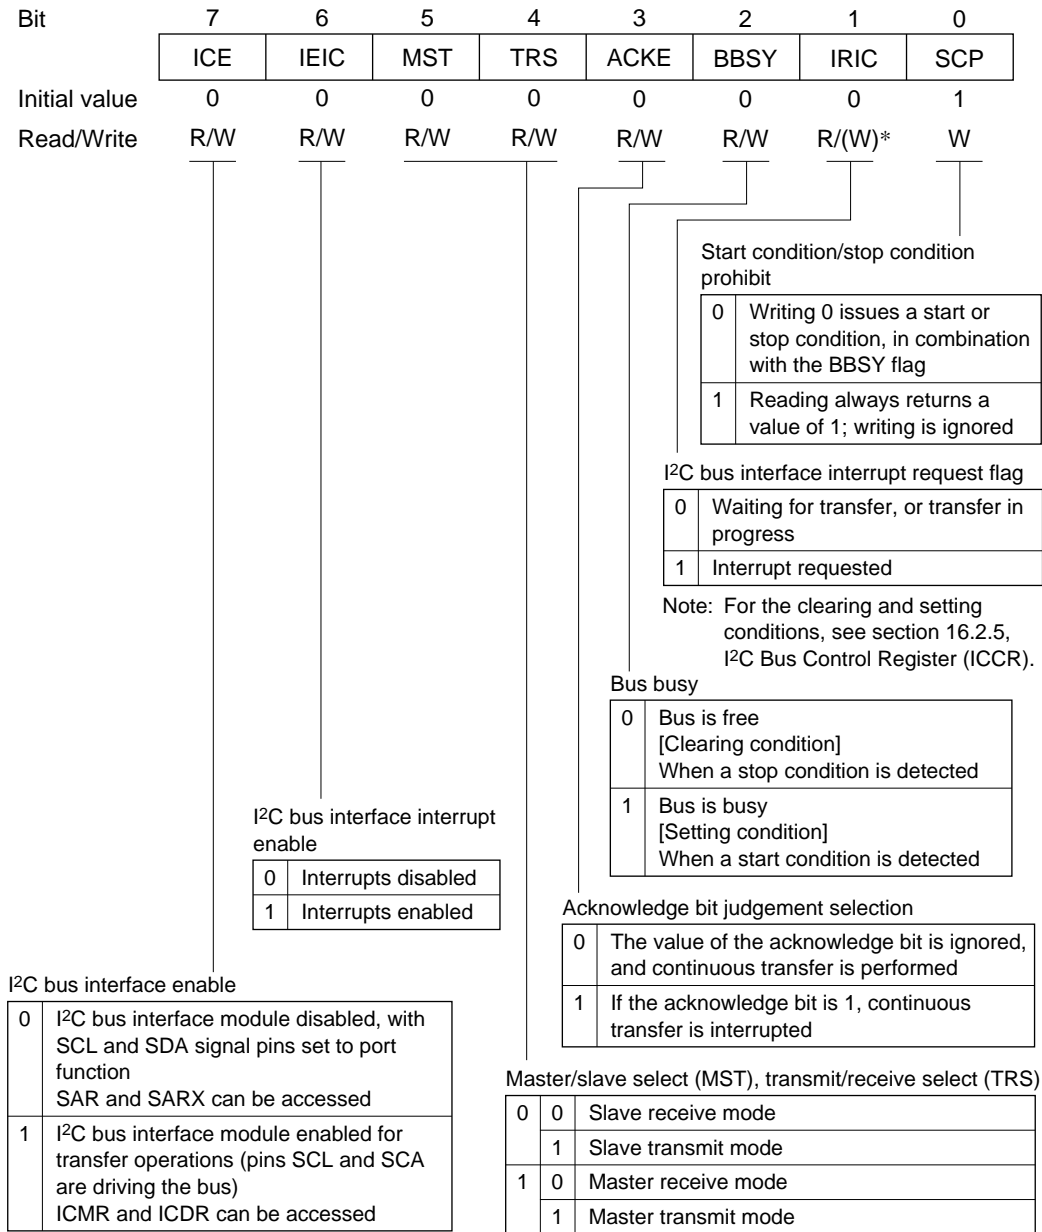 Bit 7 6 5 4 3 2 1 0
ICE IEIC MST TRS ACKE BBSY IRIC SCP
Initial value 0 0 0 0 0 0 0 1
Read/Write R/W R/W R/W R/W R/W R/W R/(W)* W
Start condition/stop condition
prohibit
0 Writing 0 issues a start or
stop condition, in combination
with the BBSY flag
1 Reading always returns a
value of 1; writing is ignored
I2C bus interface interrupt request flag
0 Waiting for transfer, or transfer in
progress
1 Interrupt requested
Note: For the clearing and setting
conditions, see section 16.2.5,
I2C Bus Control Register (ICCR).
Bus busy
0 Bus is free
[Clearing condition]
When a stop condition is detected
1 Bus is busy
[Setting condition]
When a start condition is detected
I2C bus interface interrupt
enable
0 Interrupts disabled
1 Interrupts enabled
Acknowledge bit judgement selection
0 The value of the acknowledge bit is ignored,
and continuous transfer is performed
1 If the acknowledge bit is 1, continuous
transfer is interrupted
I2C bus interface enable
0 I2C bus interface module disabled, with
SCL and SDA signal pins set to port
function
SAR and SARX can be accessed
1 I2C bus interface module enabled for
transfer operations (pins SCL and SCA
are driving the bus)
ICMR and ICDR can be accessed
Master/slave select (MST), transmit/receive select (TRS)
0 0 Slave receive mode
1 Slave transmit mode
1 0 Master receive mode
1 Master transmit mode